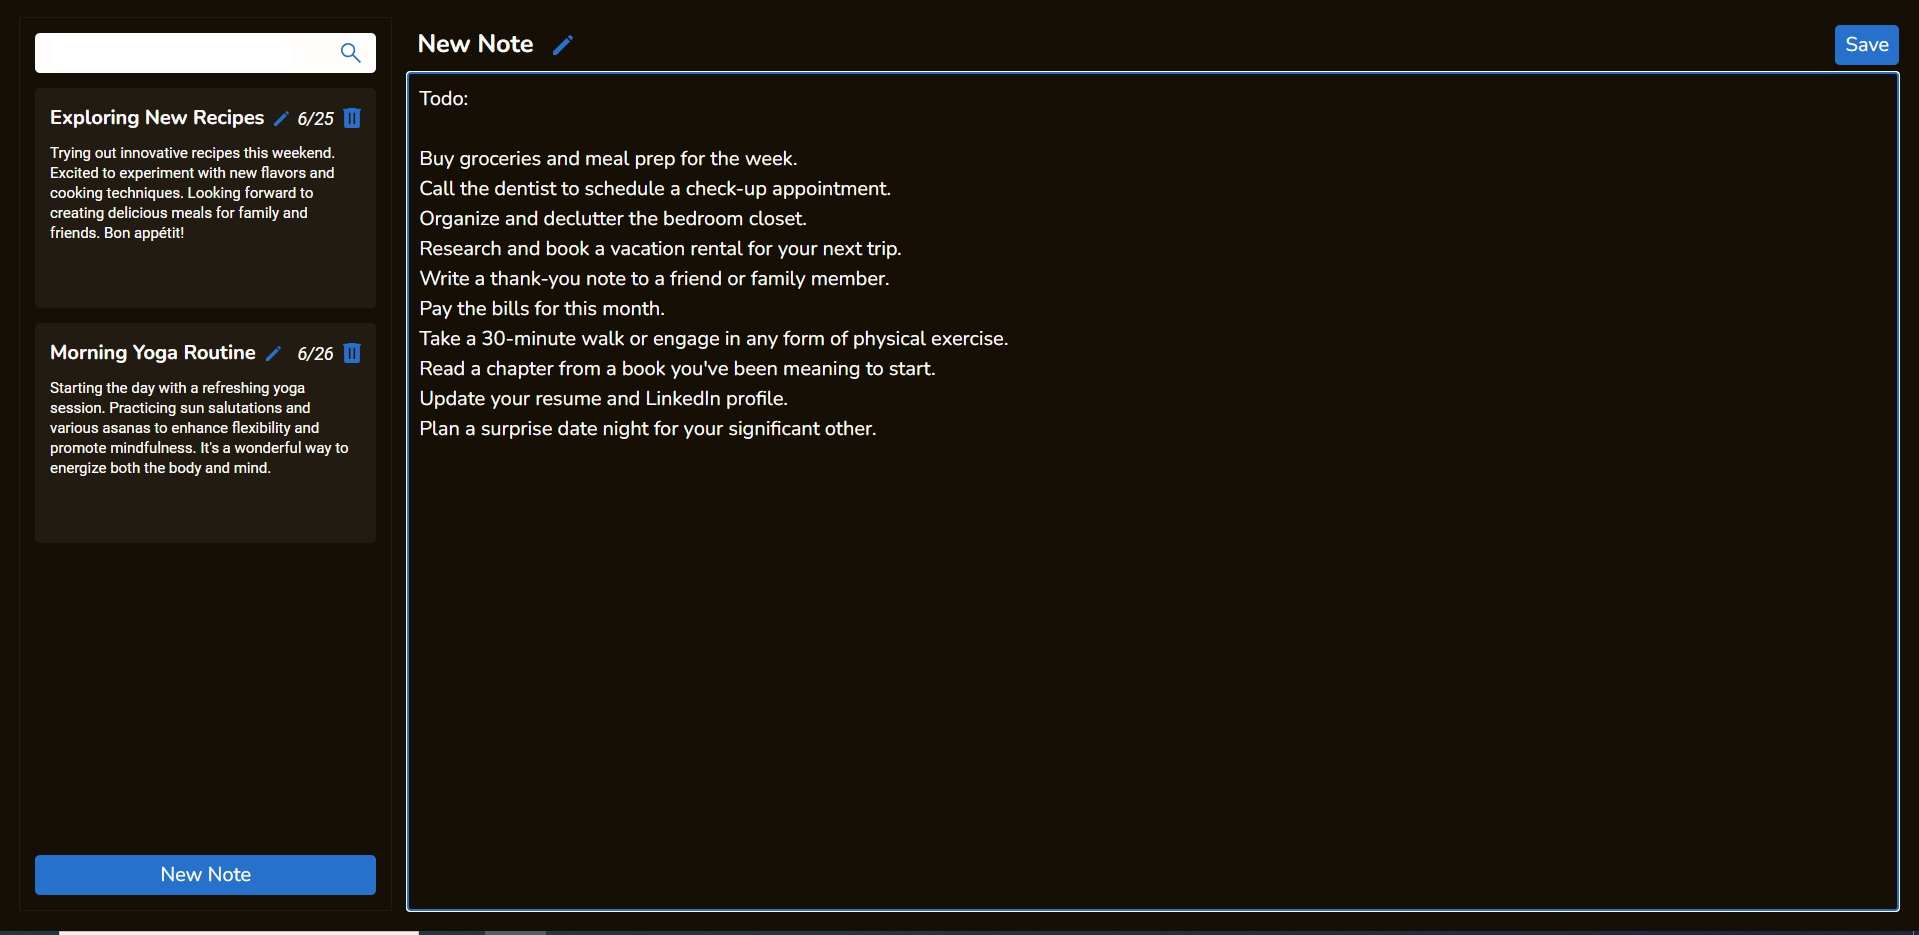 Exploring New Recipes 6/25
Trying out innovative recipes this weekend.
Excited to experiment with new flavors and
cooking techniques. Looking forward to
creating delicious meals for family and
friends. Bon appétit!
Morning Yoga Routine 6/26
Starting the day with a refreshing yoga
session. Practicing sun salutations and
various asanas to enhance flexibility and
promote mindfulness. It's a wonderful way to
energize both the body and mind.
New Note
New Note
Save
Todo:
Buy groceries and meal prep for the week.
Call the dentist to schedule a check-up appointment.
Organize and declutter the bedroom closet.
Research and book a vacation rental for your next trip.
Write a thank-you note to a friend or family member.
Pay the bills for this month.
Take a 30-minute walk or engage in any form of physical exercise.
Read a chapter from a book you've been meaning to start.
Update your resume and LinkedIn profile.
Plan a surprise date night for your significant other.